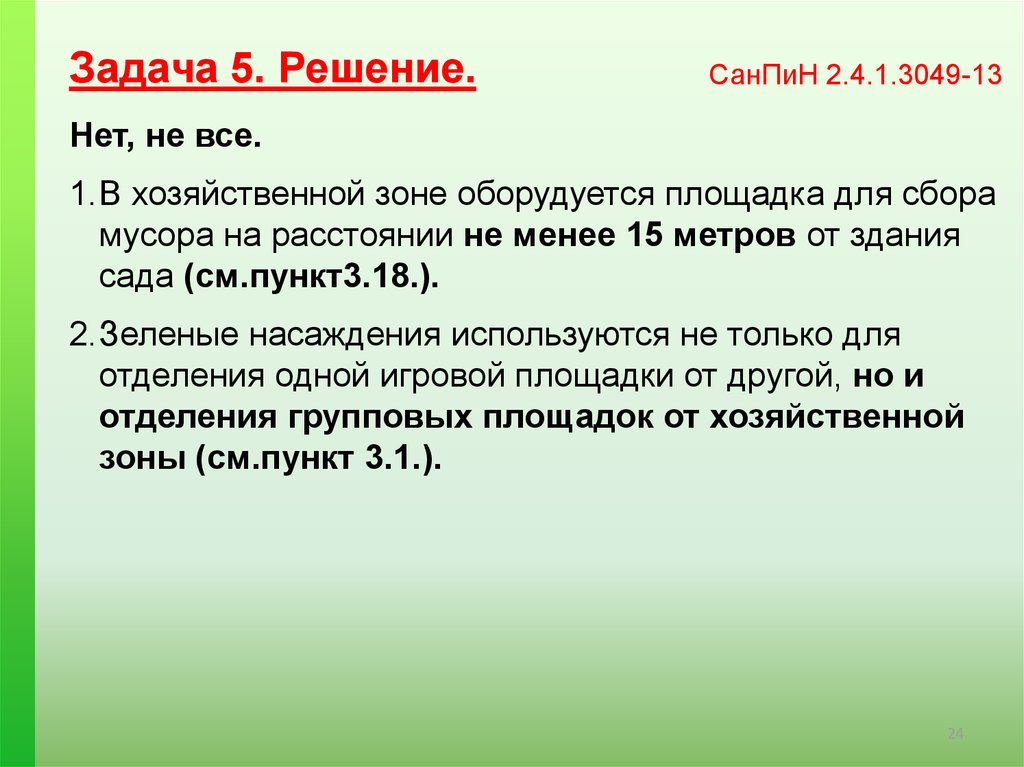 Задача 5. Решение.
СанПиН 2.4.1.3049-13
Нет, не все.
1.В хозяйственной зоне оборудуется площадка для сбора
мусора на расстоянии не менее 15 метров от здания
сада (см.пункт3.18.).
2.Зеленые насаждения используются не только для
отделения одной игровой площадки от другой, но и
отделения групповых площадок от хозяйственной
зоны (см.пункт 3.1.).
24